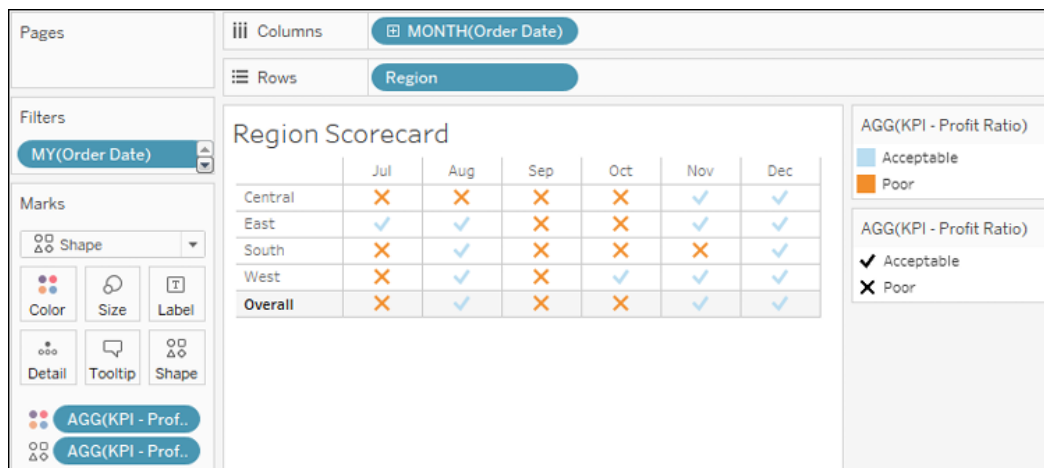 Pages
Columns
MONTH(Order Date)
Rows
Region
Filters
MY(Order Date)
Marks
Shape
Color Size Label
Detail Tooltip Shape
AGG(KPI - Prof..
AGG(KPI - Prof..
Region Scorecard
Jul Aug Sep Oct Nov Dec
Central
East
South
West
Overall
AGG(KPI - Profit Ratio)
Acceptable
Poor
AGG(KPI - Profit Ratio)
Acceptable
Poor